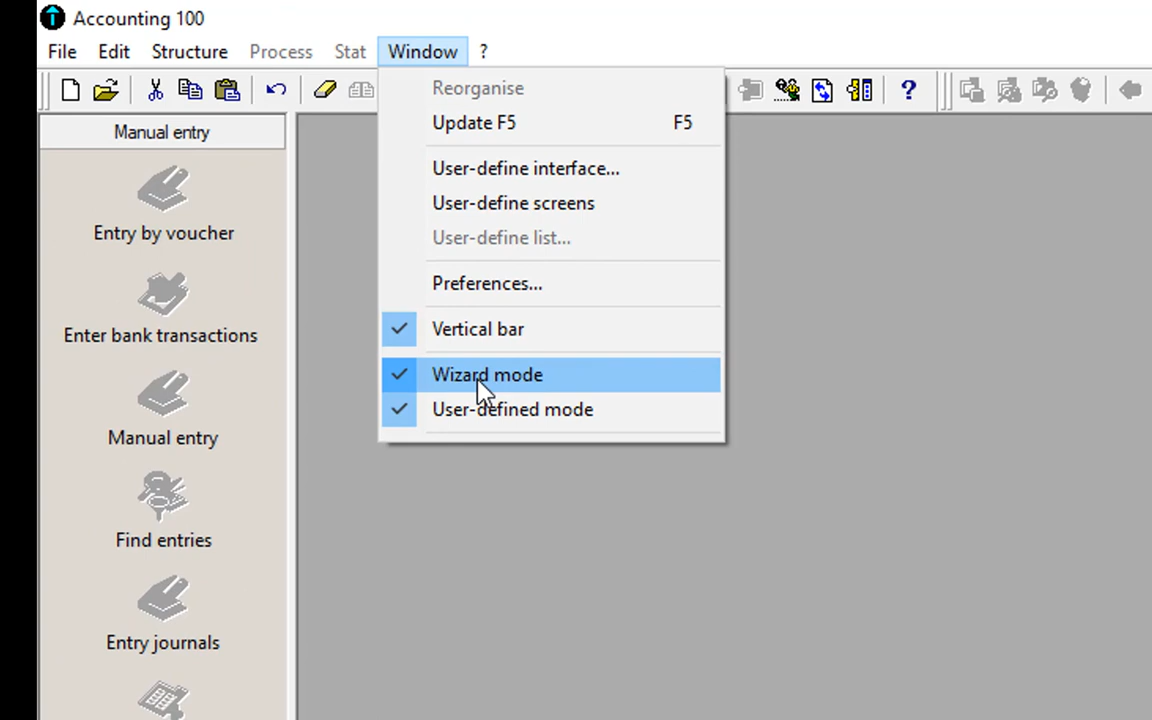 Accounting 100
File Edit Structure Process Stat Window ?
Reorganise
Update F5 F5
User-define interface...
User-define screens
User-define list...
Preferences...
Vertical bar
Wizard mode
User-defined mode
Manual entry
Entry by voucher
Enter bank transactions
Manual entry
Find entries
Entry journals